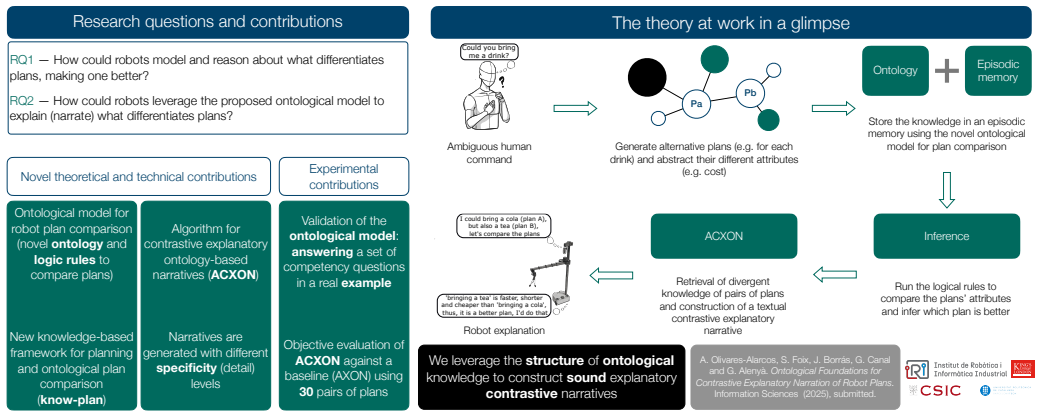 Research questions and contributions
RQ1 — How could robots model and reason about what differentiates
plans, making one better?
RQ2 — How could robots leverage the proposed ontological model to
explain (narrate) what differentiates plans?
Novel theoretical and technical contributions
Experimental
contributions
Ontological model for
robot plan comparison
(novel ontology and
logic rules to
compare plans)
New knowledge-based
framework for planning
and ontological plan
comparison
(know-plan)
Algorithm for
contrastive explanatory
ontology-based
narratives (ACXON)
Narratives are
generated with different
specificity (detail)
levels
Validation of the
ontological model:
answering a set of
competency questions
in a real example
Objective evaluation of
ACXON against a
baseline (AXON) using
30 pairs of plans
The theory at work in a glimpse
Could you bring
me a drink?
?
Ambiguous human
command
Pa
Pb
Generate alternative plans (e.g. for each
drink) and abstract their different attributes
(e.g. cost)
Ontology
+
Episodic
memory
Store the knowledge in an episodic
memory using the novel ontological
model for plan comparison
Inference
Run the logical rules to
compare the plans' attributes
and infer which plan is better
ACXON
Retrieval of divergent
knowledge of pairs of plans
and construction of a textual
contrastive explanatory
narrative
I could bring a cola (plan A),
but also a tea (plan B),
let's compare the plans
'bringing a tea' is faster, shorter
and cheaper than 'bringing a cola',
thus, it is a better plan, I'd do that
Robot explanation
We leverage the structure of ontological
knowledge to construct sound explanatory
contrastive narratives
A. Olivares-Alarcos, S. Foix, J. Borràs, G. Canal
and G. Alenyà. Ontological Foundations for
Contrastive Explanatory Narration of Robot Plans.
Information Sciences (2025), submitted.
Institut de Robòtica i
Informàtica Industrial
KING'S
College
LONDON
CSIC